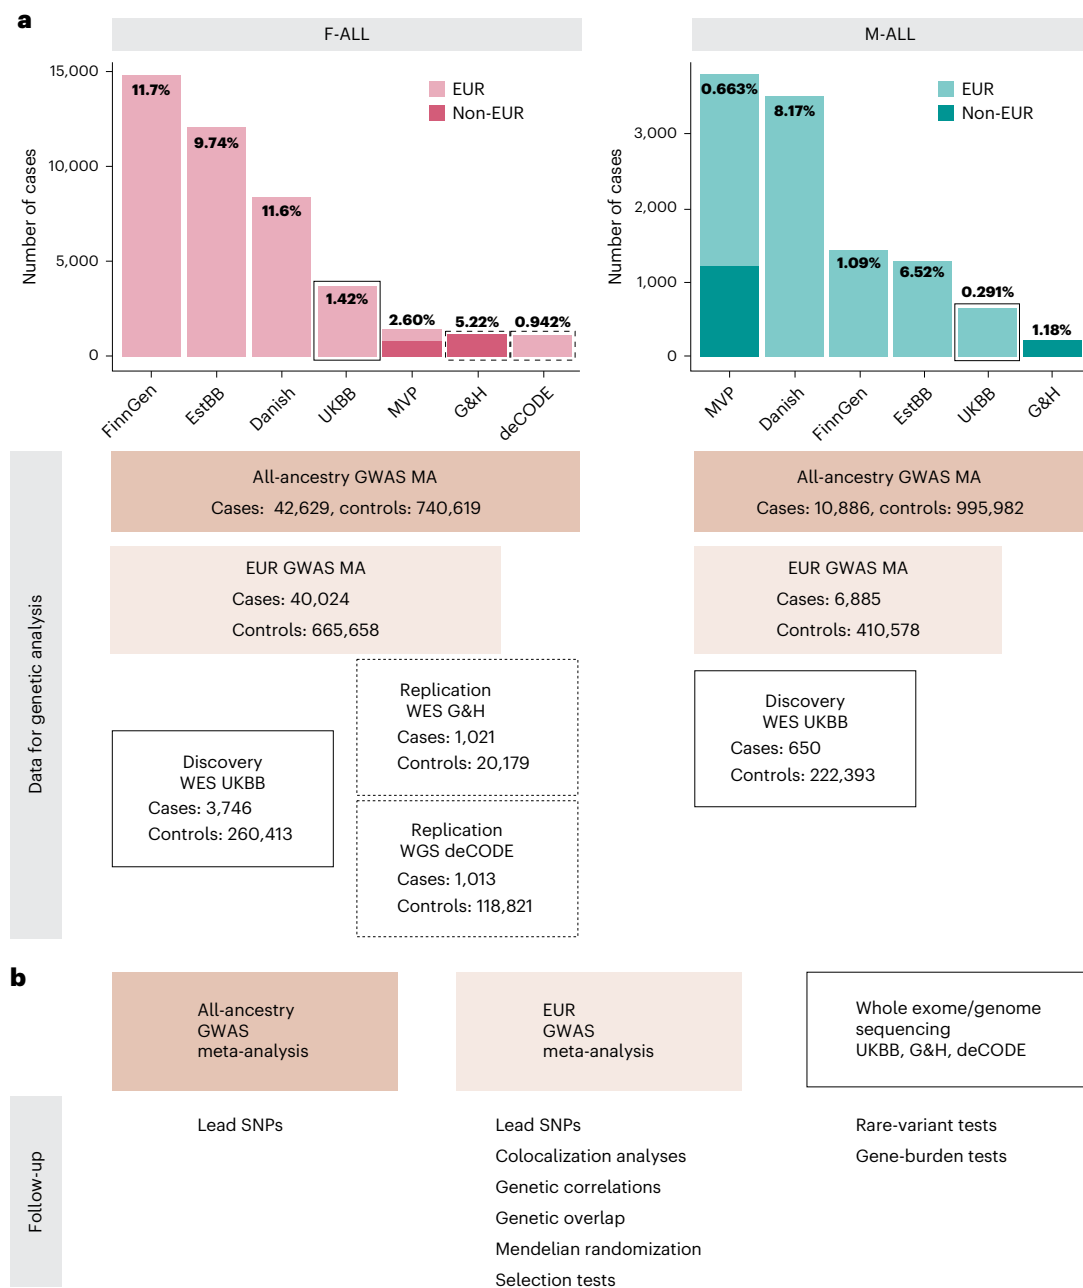 a
F-ALL
Number of cases
15,000
10,000
5,000
0
EUR
Non-EUR
11.7%
9.74%
11.6%
1.42%
2.60%
5.22%
0.942%
FinnGen
EstBB
Danish
UKBB
MVP
G&H
deCODE
M-ALL
Number of cases
3,000
2,000
1,000
0
EUR
Non-EUR
0.663%
8.17%
1.09%
6.52%
0.291%
1.18%
MVP
Danish
FinnGen
EstBB
UKBB
G&H
Data for genetic analysis
All-ancestry GWAS MA
Cases: 42,629, controls: 740,619
EUR GWAS MA
Cases: 40,024
Controls: 665,658
Discovery
WES UKBB
Cases: 3,746
Controls: 260,413
Replication
WES G&H
Cases: 1,021
Controls: 20,179
Replication
WGS deCODE
Cases: 1,013
Controls: 118,821
All-ancestry GWAS MA
Cases: 10,886, controls: 995,982
EUR GWAS MA
Cases: 6,885
Controls: 410,578
Discovery
WES UKBB
Cases: 650
Controls: 222,393
b
All-ancestry
GWAS
meta-analysis
EUR
GWAS
meta-analysis
Whole exome/genome
sequencing
UKBB, G&H, deCODE
Follow-up
Lead SNPs
Lead SNPs
Colocalization analyses
Genetic correlations
Genetic overlap
Mendelian randomization
Selection tests
Rare-variant tests
Gene-burden tests